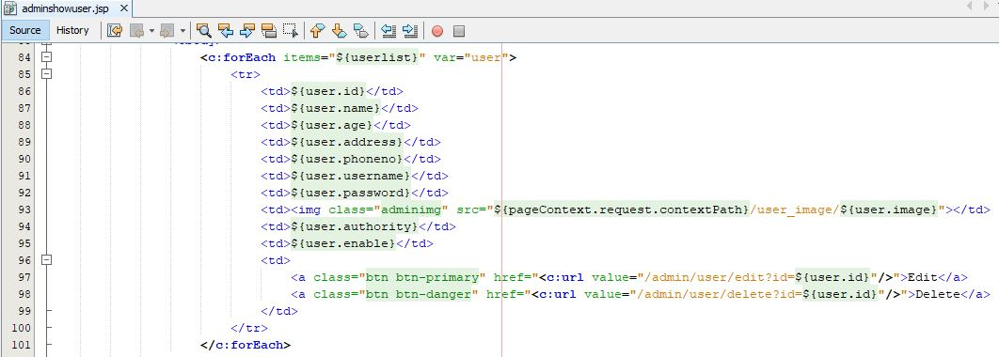 adminshowuser.jsp
Source History
84 <c:forEach items="${userlist}" var="user">
85 <tr>
86 <td>${user.id}</td>
87 <td>${user.name}</td>
88 <td>${user.age}</td>
89 <td>${user.address}</td>
90 <td>${user.phoneno}</td>
91 <td>${user.username}</td>
92 <td>${user.password}</td>
93 <td><img class="adminimg" src="${pageContext.request.contextPath}/user_image/${user.image}"></td>
94 <td>${user.authority}</td>
95 <td>${user.enable}</td>
96 <td>
97 <a class="btn btn-primary" href="<c:url value="/admin/user/edit?id=${user.id}"/>">Edit</a>
98 <a class="btn btn-danger" href="<c:url value="/admin/user/delete?id=${user.id}"/>">Delete</a>
99 </td>
100 </tr>
101 </c:forEach>